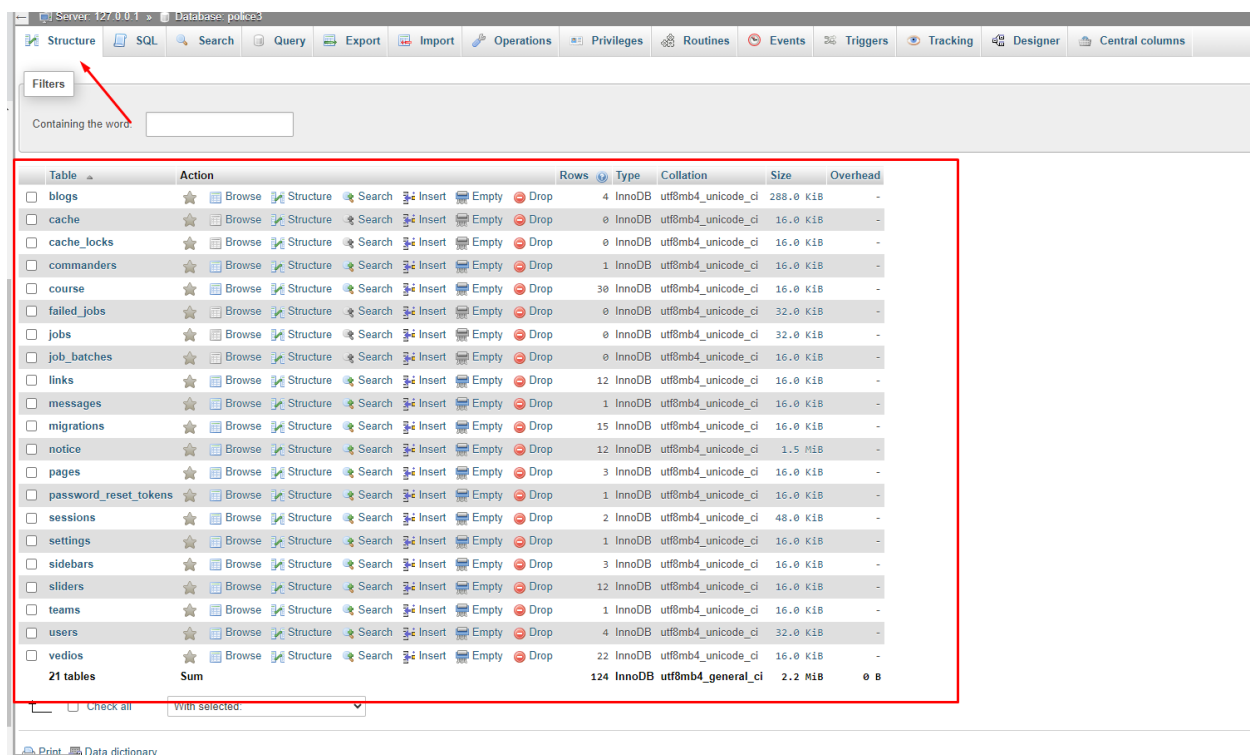 Server: 127.0.0.1 » Database: police3
Structure SQL Search Query Export Import Operations Privileges Routines Events Triggers Tracking Designer Central columns
Filters
Containing the word:
Table Action Rows Type Collation Size Overhead
blogs Browse Structure Search Insert Empty Drop 4 InnoDB utf8mb4_unicode_ci 288.0 KiB -
cache Browse Structure Search Insert Empty Drop 0 InnoDB utf8mb4_unicode_ci 16.0 KiB -
cache_locks Browse Structure Search Insert Empty Drop 0 InnoDB utf8mb4_unicode_ci 16.0 KiB -
commanders Browse Structure Search Insert Empty Drop 1 InnoDB utf8mb4_unicode_ci 16.0 KiB -
course Browse Structure Search Insert Empty Drop 30 InnoDB utf8mb4_unicode_ci 16.0 KiB -
failed_jobs Browse Structure Search Insert Empty Drop 0 InnoDB utf8mb4_unicode_ci 32.0 KiB -
jobs Browse Structure Search Insert Empty Drop 0 InnoDB utf8mb4_unicode_ci 32.0 KiB -
job_batches Browse Structure Search Insert Empty Drop 0 InnoDB utf8mb4_unicode_ci 16.0 KiB -
links Browse Structure Search Insert Empty Drop 12 InnoDB utf8mb4_unicode_ci 16.0 KiB -
messages Browse Structure Search Insert Empty Drop 1 InnoDB utf8mb4_unicode_ci 16.0 KiB -
migrations Browse Structure Search Insert Empty Drop 15 InnoDB utf8mb4_unicode_ci 16.0 KiB -
notice Browse Structure Search Insert Empty Drop 12 InnoDB utf8mb4_unicode_ci 1.5 MiB -
pages Browse Structure Search Insert Empty Drop 3 InnoDB utf8mb4_unicode_ci 16.0 KiB -
password_reset_tokens Browse Structure Search Insert Empty Drop 1 InnoDB utf8mb4_unicode_ci 16.0 KiB -
sessions Browse Structure Search Insert Empty Drop 2 InnoDB utf8mb4_unicode_ci 48.0 KiB -
settings Browse Structure Search Insert Empty Drop 1 InnoDB utf8mb4_unicode_ci 16.0 KiB -
sidebars Browse Structure Search Insert Empty Drop 3 InnoDB utf8mb4_unicode_ci 16.0 KiB -
sliders Browse Structure Search Insert Empty Drop 12 InnoDB utf8mb4_unicode_ci 16.0 KiB -
teams Browse Structure Search Insert Empty Drop 1 InnoDB utf8mb4_unicode_ci 16.0 KiB -
users Browse Structure Search Insert Empty Drop 4 InnoDB utf8mb4_unicode_ci 32.0 KiB -
vedios Browse Structure Search Insert Empty Drop 22 InnoDB utf8mb4_unicode_ci 16.0 KiB -
21 tables Sum 124 InnoDB utf8mb4_general_ci 2.2 MiB 0 B
Check all With selected:
Print Data dictionary